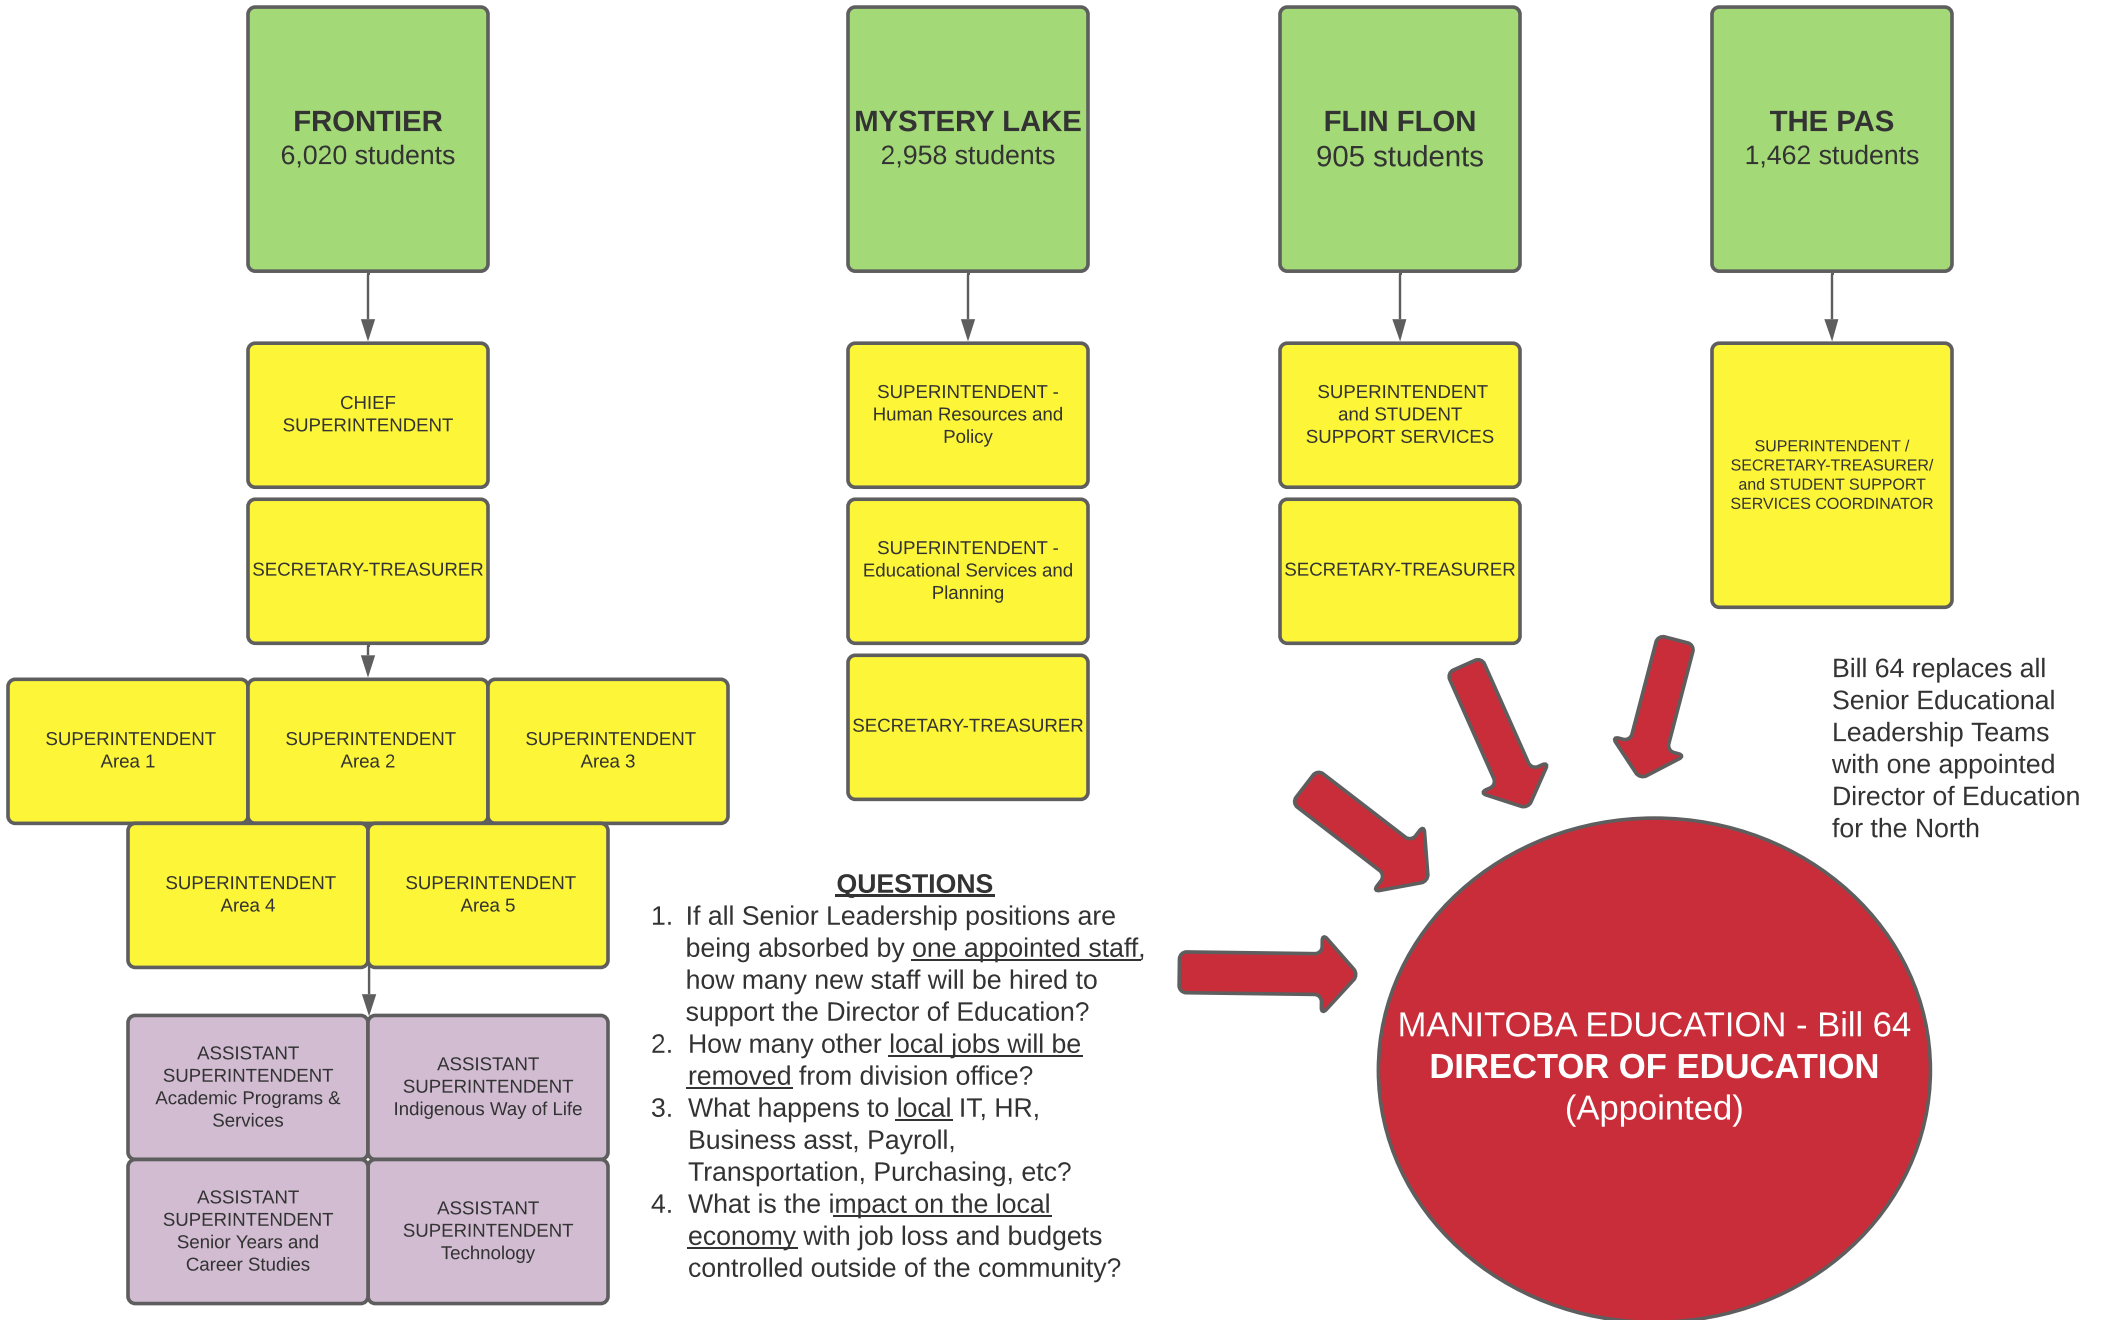 FRONTIER
6,020 students
MYSTERY LAKE
2,958 students
FLIN FLON
905 students
THE PAS
1,462 students
CHIEF
SUPERINTENDENT
SECRETARY-TREASURER
SUPERINTENDENT
Area 1
SUPERINTENDENT
Area 2
SUPERINTENDENT
Area 3
SUPERINTENDENT
Area 4
SUPERINTENDENT
Area 5
ASSISTANT
SUPERINTENDENT
Academic Programs &
Services
ASSISTANT
SUPERINTENDENT
Indigenous Way of Life
ASSISTANT
SUPERINTENDENT
Senior Years and
Career Studies
ASSISTANT
SUPERINTENDENT
Technology
SUPERINTENDENT -
Human Resources and
Policy
SUPERINTENDENT -
Educational Services and
Planning
SECRETARY-TREASURER
SUPERINTENDENT
and STUDENT
SUPPORT SERVICES
SECRETARY-TREASURER
SUPERINTENDENT /
SECRETARY-TREASURER/
and STUDENT SUPPORT
SERVICES COORDINATOR
Bill 64 replaces all
Senior Educational
Leadership Teams
with one appointed
Director of Education
for the North
QUESTIONS
1. If all Senior Leadership positions are
being absorbed by one appointed staff,
how many new staff will be hired to
support the Director of Education?
2. How many other local jobs will be
removed from division office?
3. What happens to local IT, HR,
Business asst, Payroll,
Transportation, Purchasing, etc?
4. What is the impact on the local
economy with job loss and budgets
controlled outside of the community?
MANITOBA EDUCATION - Bill 64
DIRECTOR OF EDUCATION
(Appointed)